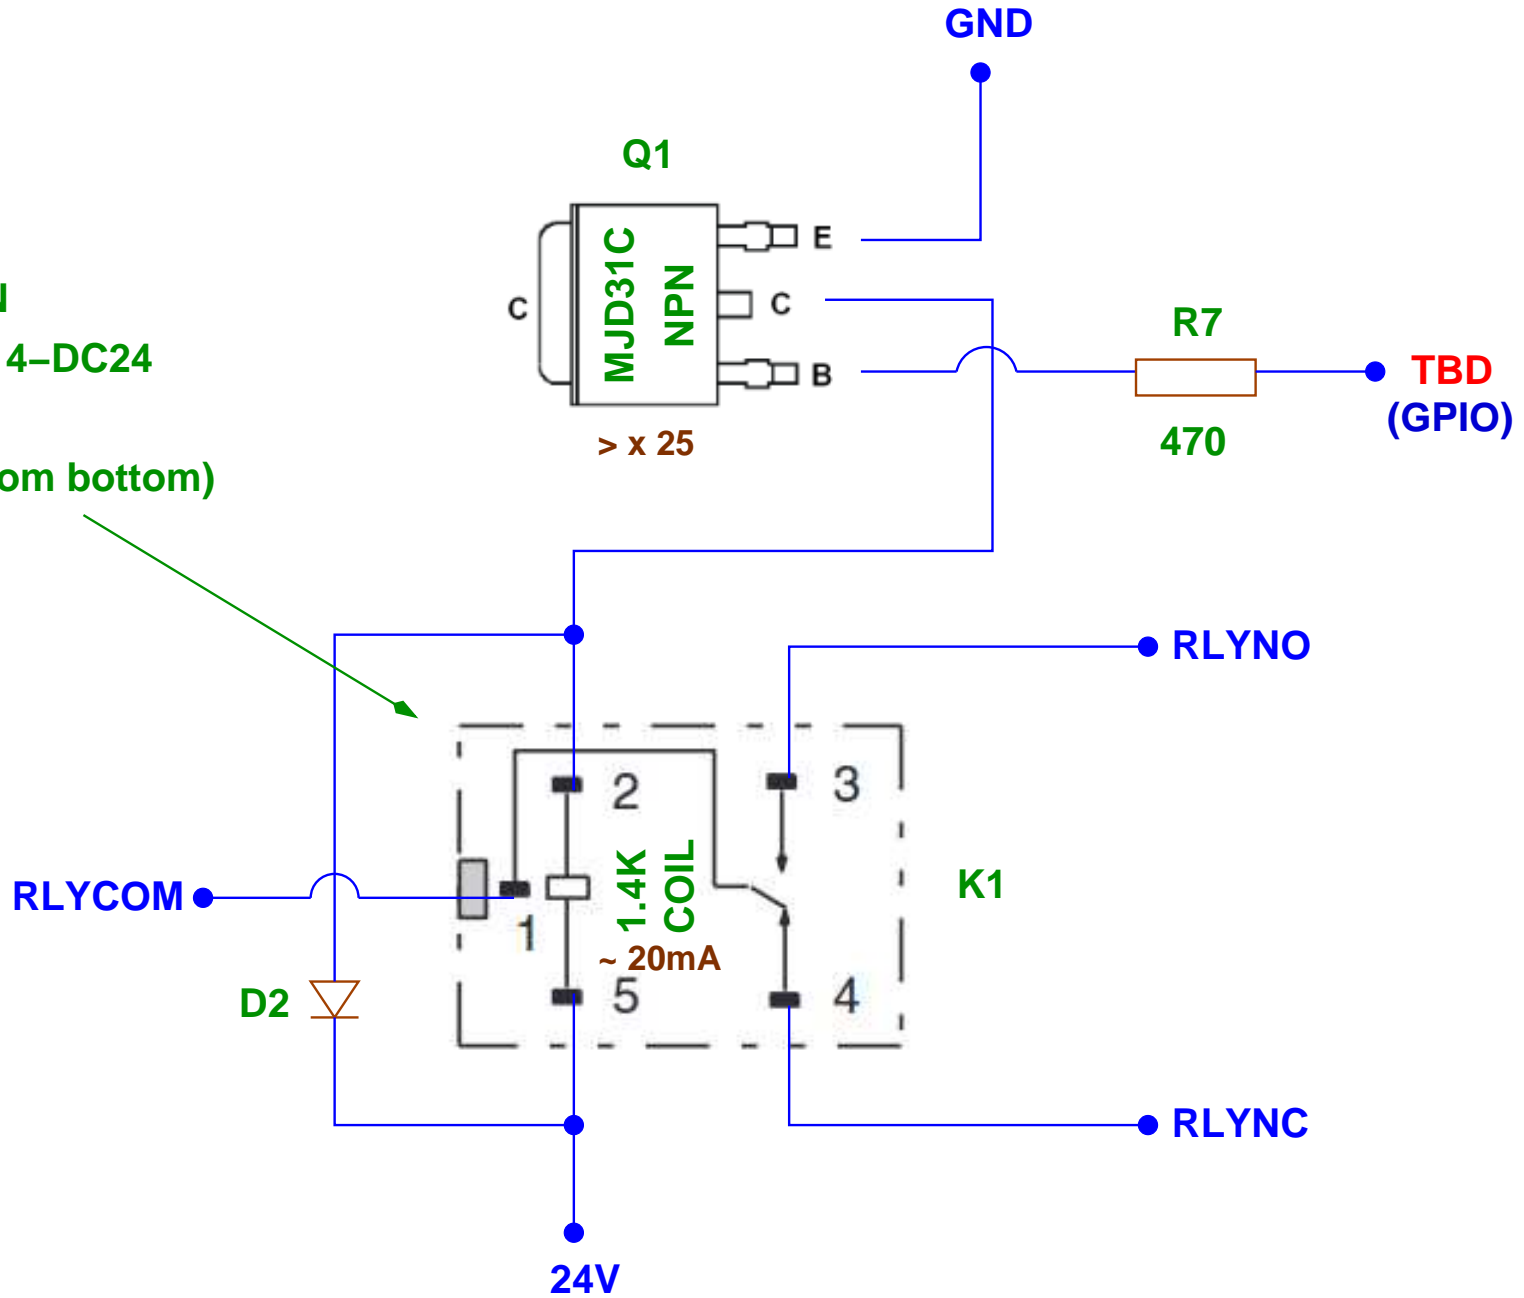 GND
Q1
E
C
C
B
MJD31C
NPN
> x 25
R7
470
TBD
(GPIO)
4–DC24
om bottom)
RLYNO
2
3
1.4K
COIL
~ 20mA
K1
RLYCOM
1
5
4
D2
RLYNC
24V